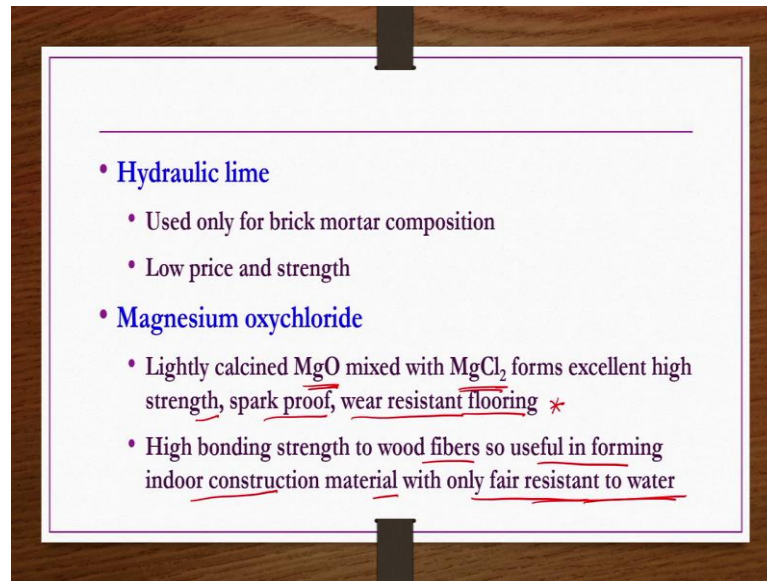 • Hydraulic lime
• Used only for brick mortar composition
• Low price and strength
• Magnesium oxychloride
• Lightly calcined MgO mixed with MgCl₂ forms excellent high
strength, spark proof, wear resistant flooring *
• High bonding strength to wood fibers so useful in forming
indoor construction material with only fair resistant to water